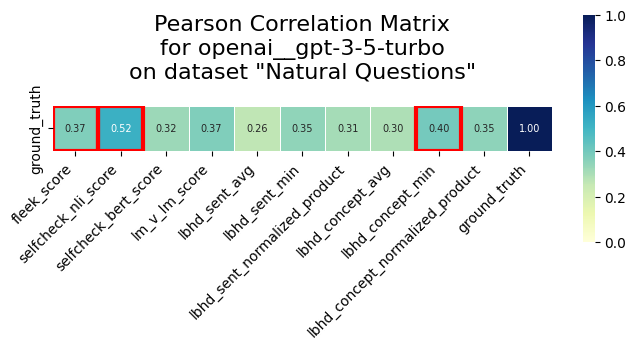 Pearson Correlation Matrix
for openai__gpt-3-5-turbo
on dataset "Natural Questions"
ground_truth
0.37 0.52 0.32 0.37 0.26 0.35 0.31 0.30 0.40 0.35 1.00
fleek_score
selfcheck_nli_score
selfcheck_bert_score
lm_v_lm_score
lbhd_sent_avg
lbhd_sent_min
lbhd_sent_normalized_product
lbhd_concept_avg
lbhd_concept_min
lbhd_concept_normalized_product
ground_truth
1.0
0.8
0.6
0.4
0.2
0.0